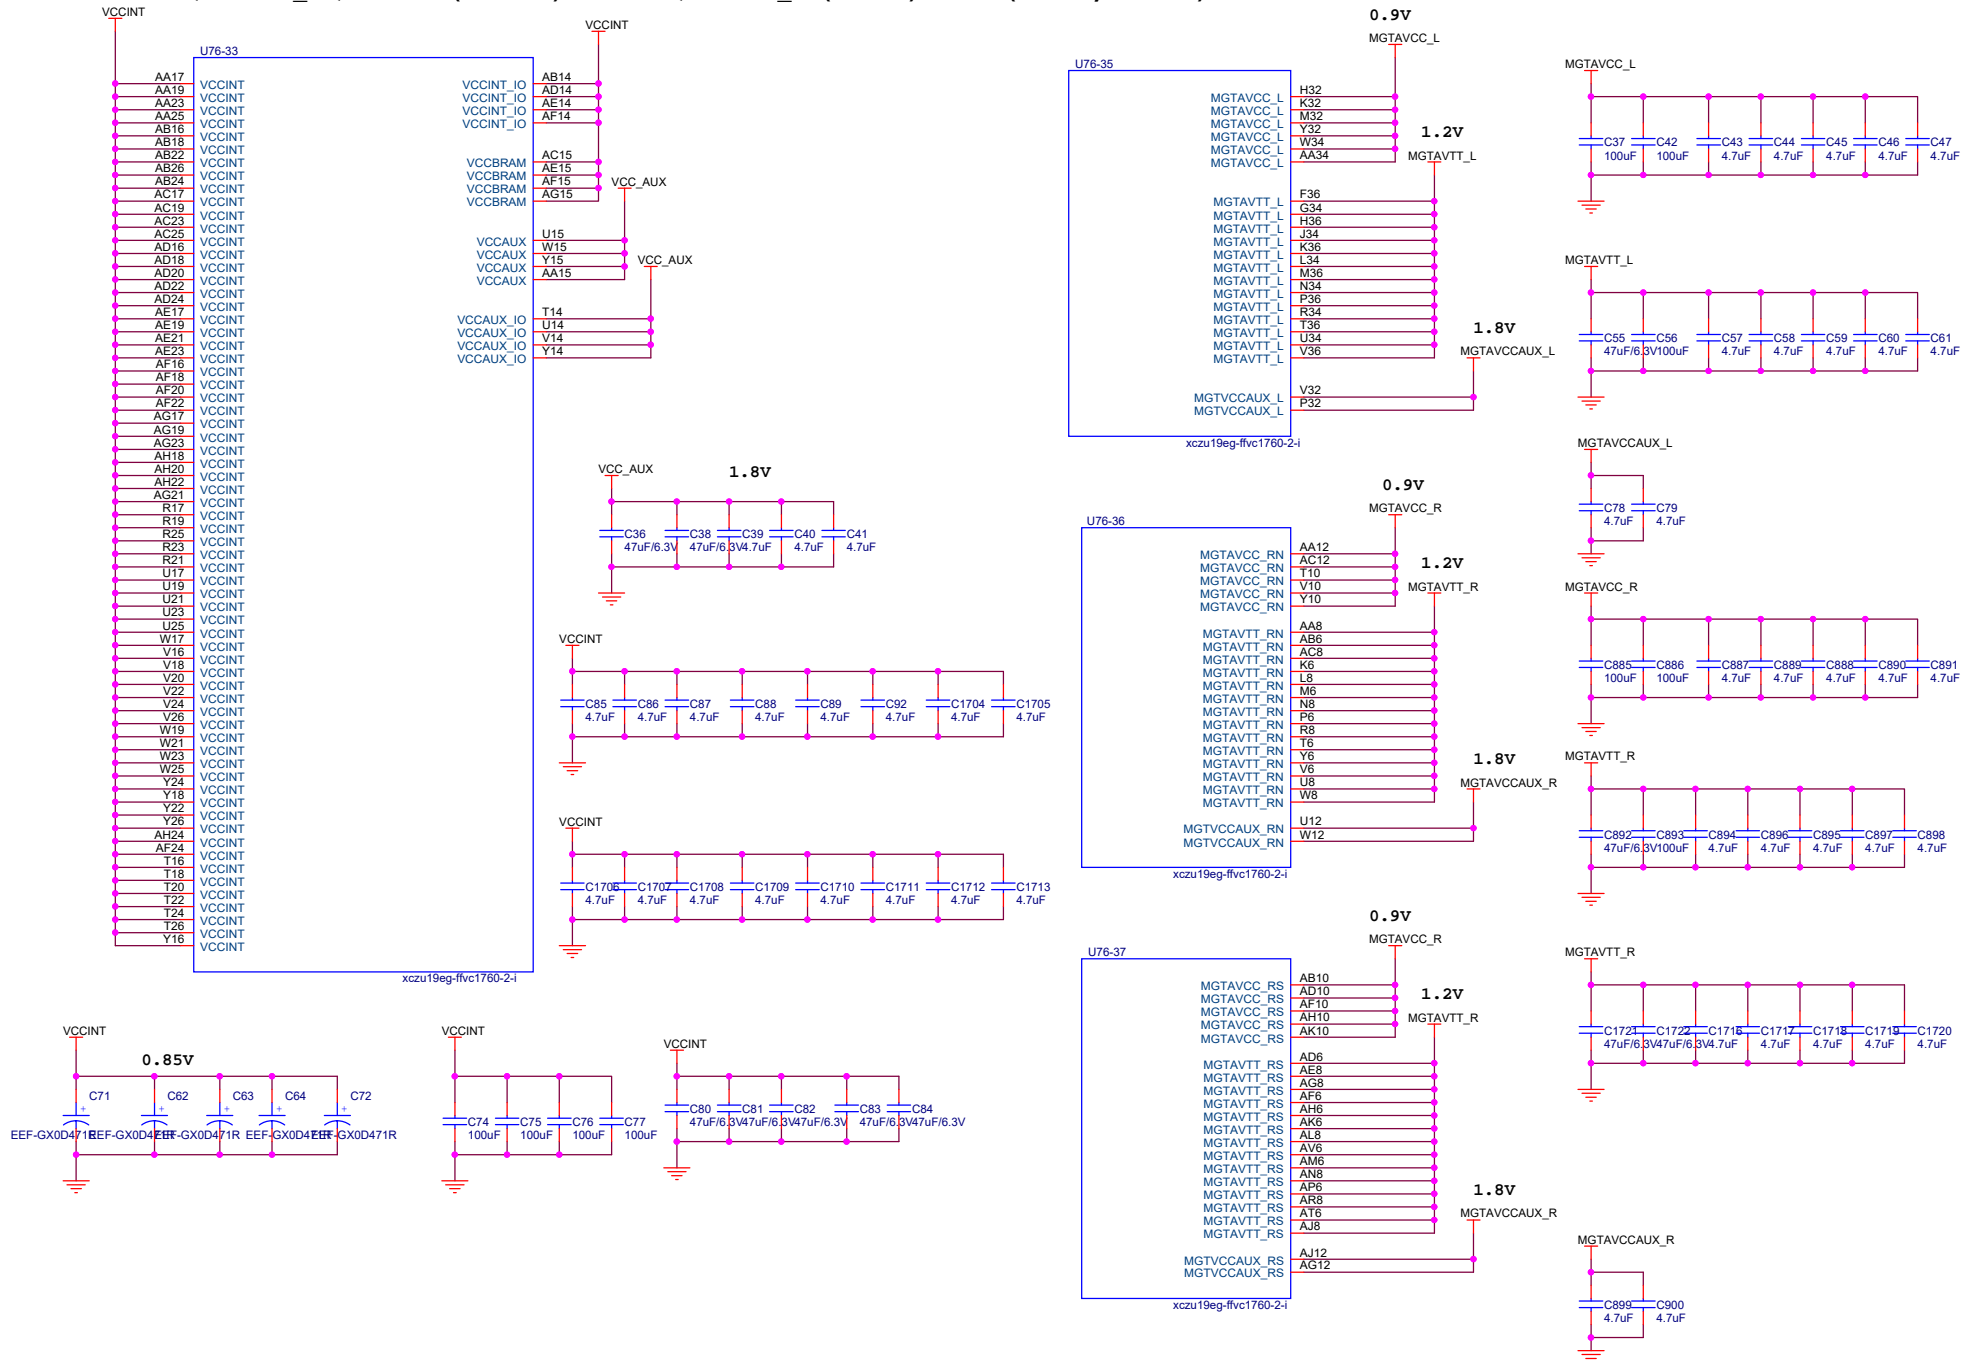 VCCINT
U76-33
AA17 VCCINT
AA19 VCCINT
AA23 VCCINT
AA25 VCCINT
AB16 VCCINT
AB18 VCCINT
AB22 VCCINT
AB26 VCCINT
AB24 VCCINT
AC17 VCCINT
AC19 VCCINT
AC23 VCCINT
AC25 VCCINT
AD16 VCCINT
AD18 VCCINT
AD20 VCCINT
AD22 VCCINT
AD24 VCCINT
AE17 VCCINT
AE19 VCCINT
AE21 VCCINT
AE23 VCCINT
AF16 VCCINT
AF18 VCCINT
AF20 VCCINT
AF22 VCCINT
AG17 VCCINT
AG19 VCCINT
AG23 VCCINT
AH18 VCCINT
AH20 VCCINT
AH22 VCCINT
AG21 VCCINT
R17 VCCINT
R19 VCCINT
R25 VCCINT
R23 VCCINT
R21 VCCINT
U17 VCCINT
U19 VCCINT
U21 VCCINT
U23 VCCINT
U25 VCCINT
W17 VCCINT
V16 VCCINT
V18 VCCINT
V20 VCCINT
V22 VCCINT
V24 VCCINT
V26 VCCINT
W19 VCCINT
W21 VCCINT
W23 VCCINT
W25 VCCINT
Y24 VCCINT
Y18 VCCINT
Y22 VCCINT
Y26 VCCINT
AH24 VCCINT
AF24 VCCINT
T16 VCCINT
T18 VCCINT
T20 VCCINT
T22 VCCINT
T24 VCCINT
T26 VCCINT
Y16 VCCINT
VCCINT
VCCINT_IO AB14
VCCINT_IO AD14
VCCINT_IO AE14
VCCINT_IO AF14
VCCBRAM AC15
VCCBRAM AE15
VCCBRAM AF15
VCCBRAM AG15
VCC_AUX
VCCAUX U15
VCCAUX W15
VCCAUX Y15
VCCAUX AA15
VCC_AUX
VCCAUX_IO T14
VCCAUX_IO U14
VCCAUX_IO V14
VCCAUX_IO Y14
xczu19eg-ffvc1760-2-i
VCC_AUX 1.8V
C36 C38 C39 C40 C41
47uF/6.3V 47uF/6.3V 4.7uF 4.7uF 4.7uF
VCCINT
C85 C86 C87 C88 C89 C92 C1704 C1705
4.7uF 4.7uF 4.7uF 4.7uF 4.7uF 4.7uF 4.7uF 4.7uF
VCCINT
C1706 C1707 C1708 C1709 C1710 C1711 C1712 C1713
4.7uF 4.7uF 4.7uF 4.7uF 4.7uF 4.7uF 4.7uF 4.7uF
VCCINT
0.85V
C71 C62 C63 C64 C72
+ + + + +
EEF-GX0D471R EEF-GX0D471R EEF-GX0D471R EEF-GX0D471R EEF-GX0D471R
VCCINT
C74 C75 C76 C77
100uF 100uF 100uF 100uF
VCCINT
C80 C81 C82 C83 C84
47uF/6.3V 47uF/6.3V 47uF/6.3V 47uF/6.3V 47uF/6.3V
0.9V
MGTAVCC_L
U76-35
MGTAVCC_L H32
MGTAVCC_L K32
MGTAVCC_L M32
MGTAVCC_L Y32
MGTAVCC_L W34
MGTAVCC_L AA34
1.2V
MGTAVTT_L
MGTAVTT_L F36
MGTAVTT_L G34
MGTAVTT_L H36
MGTAVTT_L J34
MGTAVTT_L K36
MGTAVTT_L L34
MGTAVTT_L M36
MGTAVTT_L N34
MGTAVTT_L P36
MGTAVTT_L R34
MGTAVTT_L T36
MGTAVTT_L U34
MGTAVTT_L V36
1.8V
MGTAVCCAUX_L
MGTVCCAUX_L V32
MGTVCCAUX_L P32
xczu19eg-ffvc1760-2-i
0.9V
MGTAVCC_R
U76-36
MGTAVCC_RN AA12
MGTAVCC_RN AC12
MGTAVCC_RN T10
MGTAVCC_RN V10
MGTAVCC_RN Y10
1.2V
MGTAVTT_R
MGTAVTT_RN AA8
MGTAVTT_RN AB6
MGTAVTT_RN AC8
MGTAVTT_RN K6
MGTAVTT_RN L8
MGTAVTT_RN M6
MGTAVTT_RN N8
MGTAVTT_RN P6
MGTAVTT_RN R8
MGTAVTT_RN T6
MGTAVTT_RN Y6
MGTAVTT_RN V6
MGTAVTT_RN U8
MGTAVTT_RN W8
1.8V
MGTAVCCAUX_R
MGTVCCAUX_RN U12
MGTVCCAUX_RN W12
xczu19eg-ffvc1760-2-i
0.9V
MGTAVCC_R
U76-37
MGTAVCC_RS AB10
MGTAVCC_RS AD10
MGTAVCC_RS AF10
MGTAVCC_RS AH10
MGTAVCC_RS AK10
1.2V
MGTAVTT_R
MGTAVTT_RS AD6
MGTAVTT_RS AE8
MGTAVTT_RS AG8
MGTAVTT_RS AF6
MGTAVTT_RS AH6
MGTAVTT_RS AK6
MGTAVTT_RS AL8
MGTAVTT_RS AV6
MGTAVTT_RS AM6
MGTAVTT_RS AN8
MGTAVTT_RS AP6
MGTAVTT_RS AR8
MGTAVTT_RS AT6
MGTAVTT_RS AJ8
1.8V
MGTAVCCAUX_R
MGTVCCAUX_RS AJ12
MGTVCCAUX_RS AG12
xczu19eg-ffvc1760-2-i
MGTAVCC_L
C37 C42 C43 C44 C45 C46 C47
100uF 100uF 4.7uF 4.7uF 4.7uF 4.7uF 4.7uF
MGTAVTT_L
C55 C56 C57 C58 C59 C60 C61
47uF/6.3V 100uF 4.7uF 4.7uF 4.7uF 4.7uF 4.7uF
MGTAVCCAUX_L
C78 C79
4.7uF 4.7uF
MGTAVCC_R
C885 C886 C887 C889 C888 C890 C891
100uF 100uF 4.7uF 4.7uF 4.7uF 4.7uF 4.7uF
MGTAVTT_R
C892 C893 C894 C896 C895 C897 C898
47uF/6.3V 100uF 4.7uF 4.7uF 4.7uF 4.7uF 4.7uF
MGTAVTT_R
C1721 C1722 C1716 C1717 C1718 C1719 C1720
47uF/6.3V 47uF/6.3V 4.7uF 4.7uF 4.7uF 4.7uF 4.7uF
MGTAVCCAUX_R
C899 C900
4.7uF 4.7uF